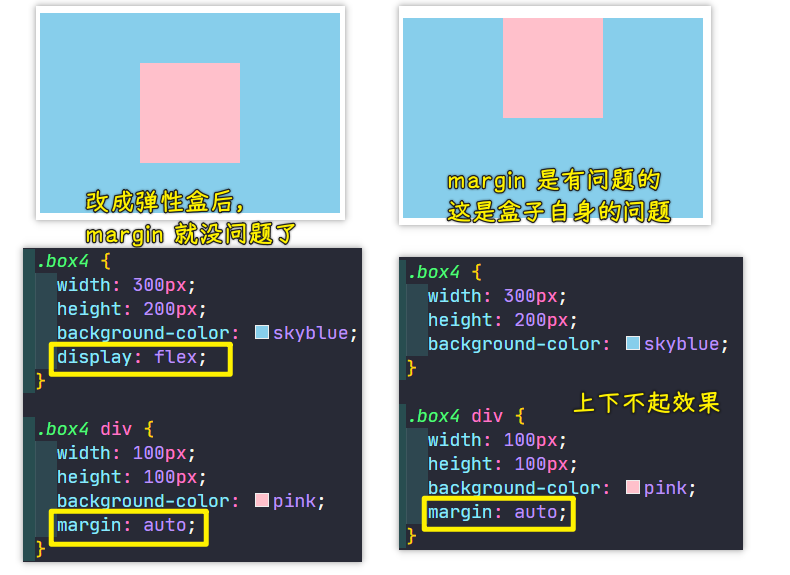 改成弹性盒后，
margin 就没问题了
.box4 {
width: 300px;
height: 200px;
background-color: skyblue;
display: flex;
}
.box4 div {
width: 100px;
height: 100px;
background-color: pink;
margin: auto;
}
margin 是有问题的
这是盒子自身的问题
.box4 {
width: 300px;
height: 200px;
background-color: skyblue;
}
上下不起效果
.box4 div {
width: 100px;
height: 100px;
background-color: pink;
margin: auto;
}